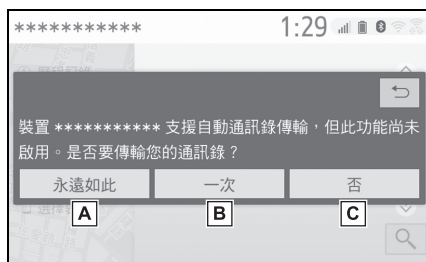 ***********
1:29
裝置 *********** 支援自動通訊錄傳輸，但此功能尚未
啟用。是否要傳輸您的通訊錄？
永遠如此
一次
否
A
B
C